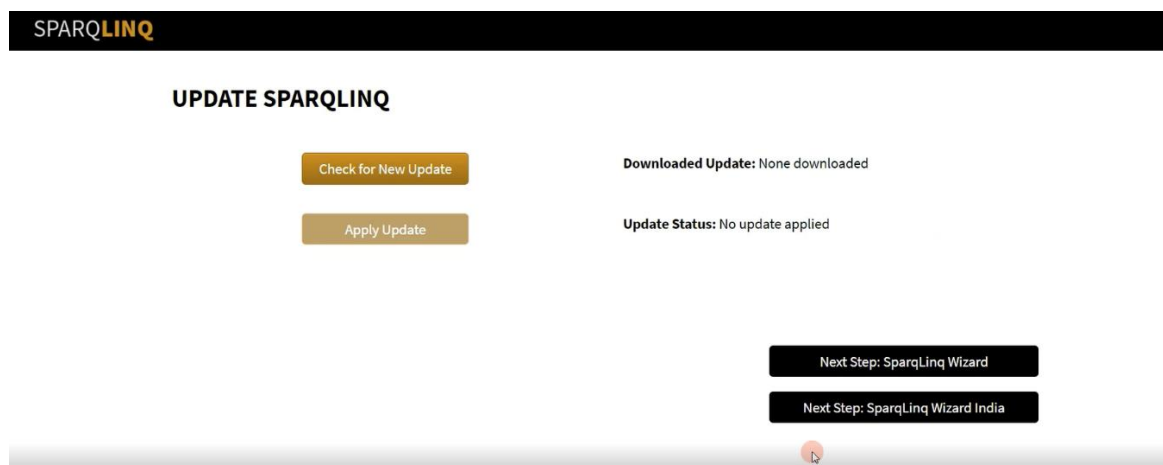 SPARQLINQ
UPDATE SPARQLINQ
Check for New Update
Downloaded Update: None downloaded
Apply Update
Update Status: No update applied
Next Step: SparqLinq Wizard
Next Step: SparqLinq Wizard India